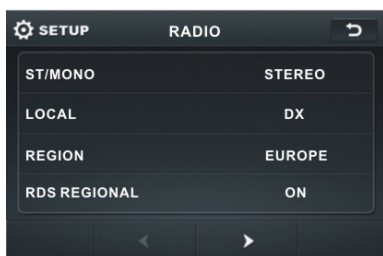 SETUP RADIO
ST/MONO STEREO
LOCAL DX
REGION EUROPE
RDS REGIONAL ON